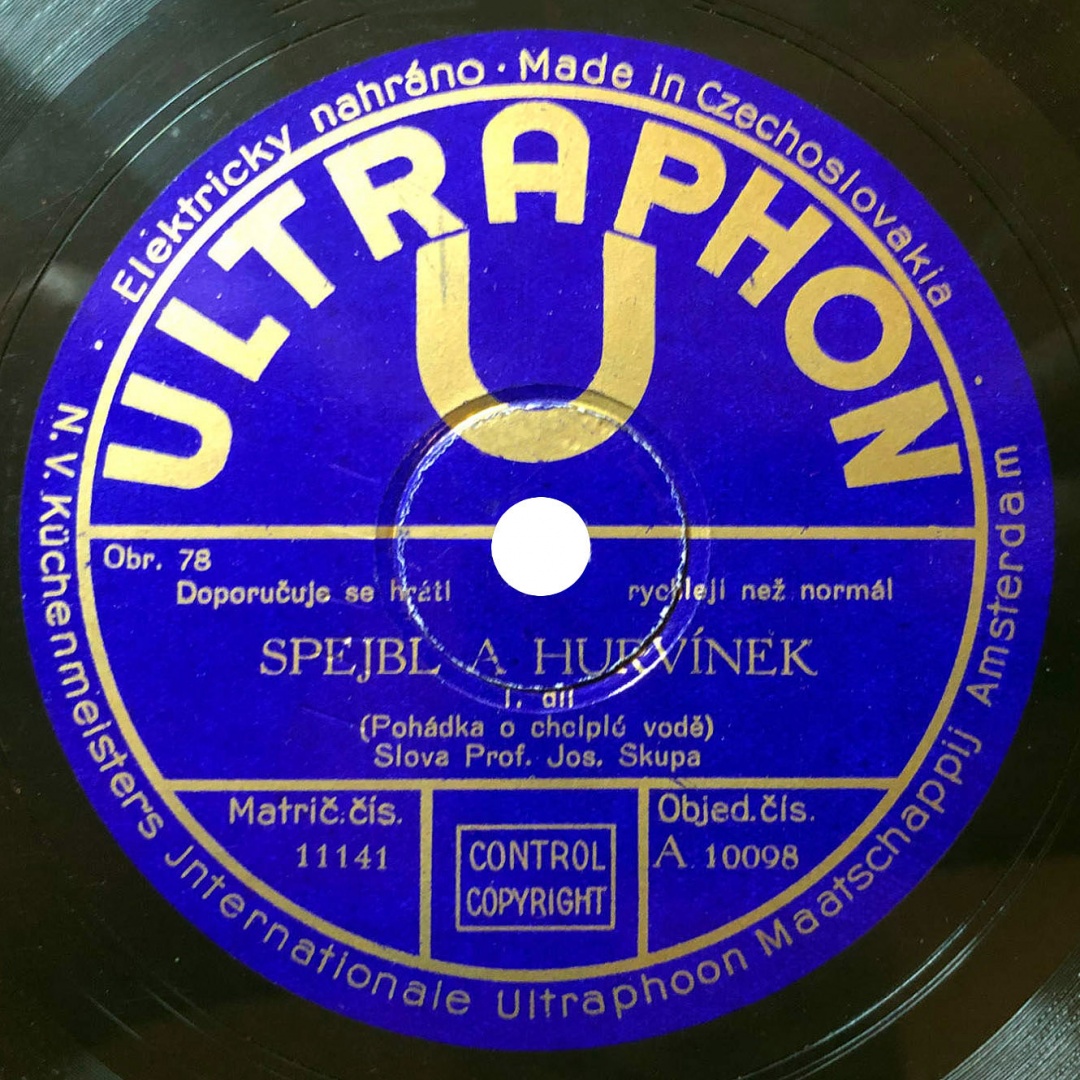 Elektricky nahráno · Made in Czechoslovakia
ULTRAPHON
U
Obr. 78
Doporučuje se hráti rychleji než normál
SPEJBL A HURVÍNEK
I. díl
(Pohádka o chciplé vodě)
Slova Prof. Jos. Skupa
Matrič. čís.
11141
CONTROL
COPYRIGHT
Objed. čís.
A 10098
N. V. Küchenmeisters Jnternationale Ultraphoon Maatschappij Amsterdam